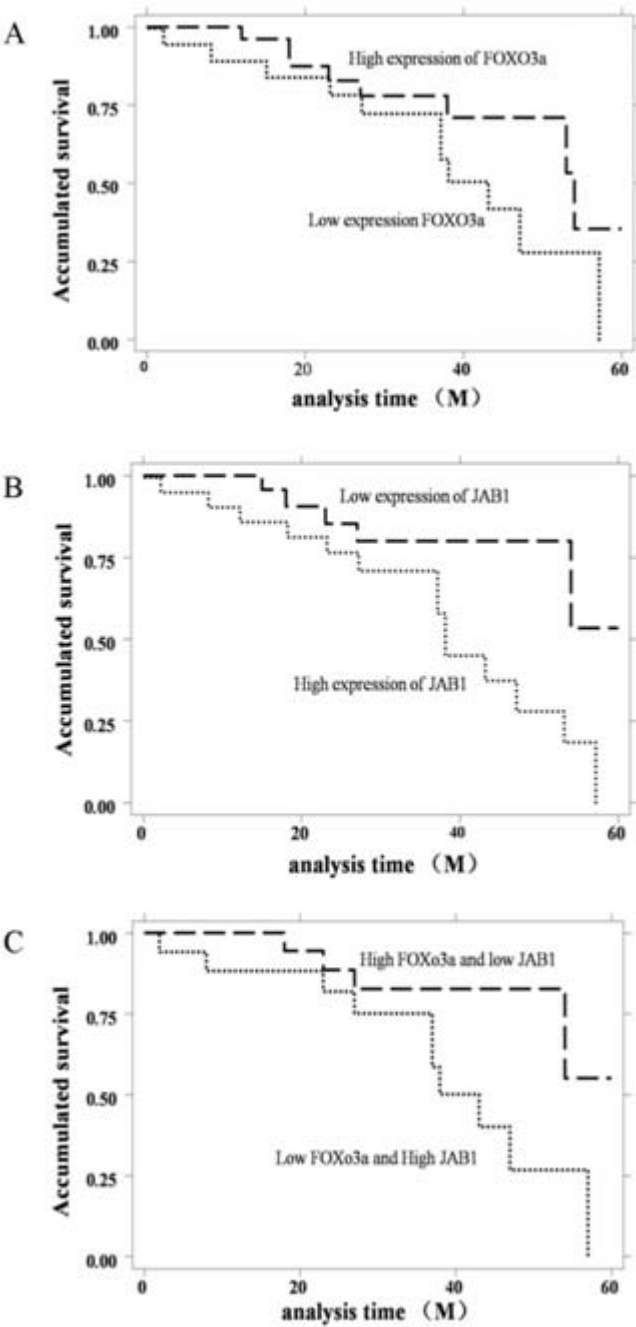 A
1.00
High expression of FOXO3a
0.75
Accumulated survival
0.50
Low expression FOXO3a
0.25
0.00
0 20 40 60
analysis time （M）
B
1.00
Low expression of JAB1
0.75
Accumulated survival
0.50
High expression of JAB1
0.25
0.00
0 20 40 60
analysis time （M）
C
1.00
High FOXo3a and low JAB1
0.75
Accumulated survival
0.50
Low FOXo3a and High JAB1
0.25
0.00
0 20 40 60
analysis time （M）